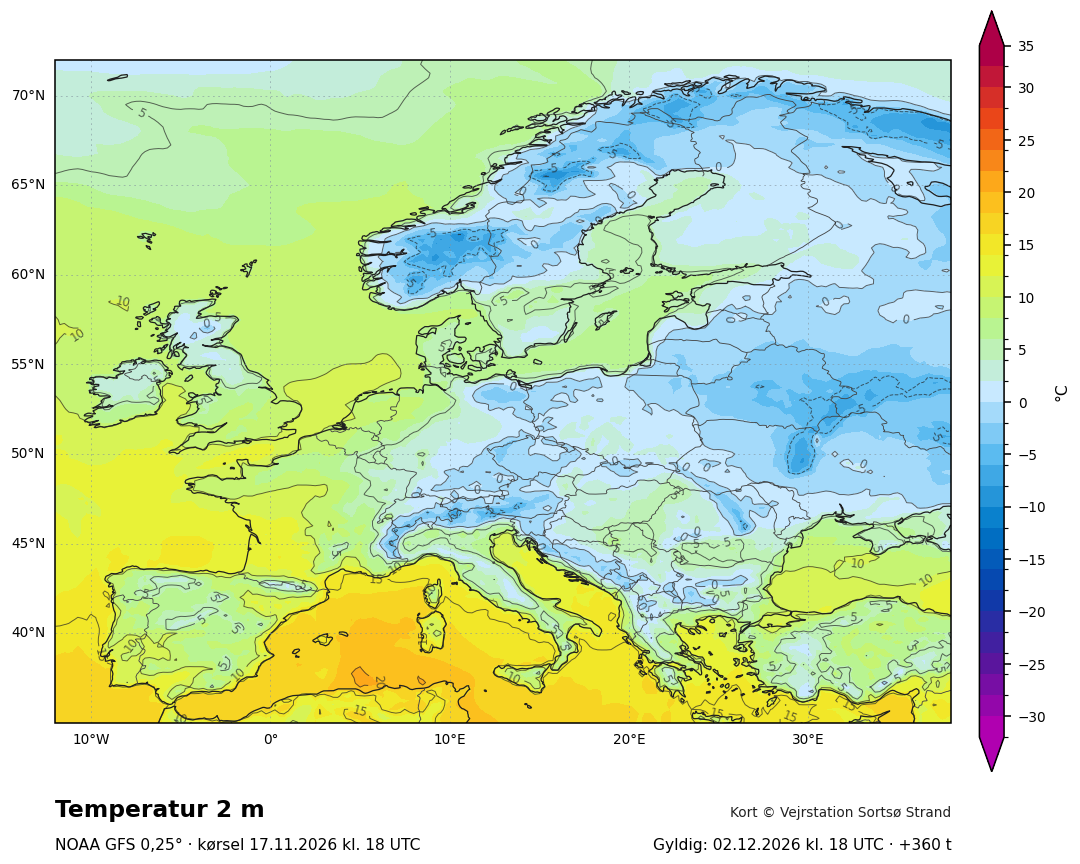 35
30
25
20
15
10
5
0
−5
−10
−15
−20
−25
−30
°C
70°N
65°N
60°N
55°N
50°N
45°N
40°N
10°W 0° 10°E 20°E 30°E
Temperatur 2 m
Kort © Vejrstation Sortsø Strand
NOAA GFS 0,25° · kørsel 17.11.2026 kl. 18 UTC
Gyldig: 02.12.2026 kl. 18 UTC · +360 t